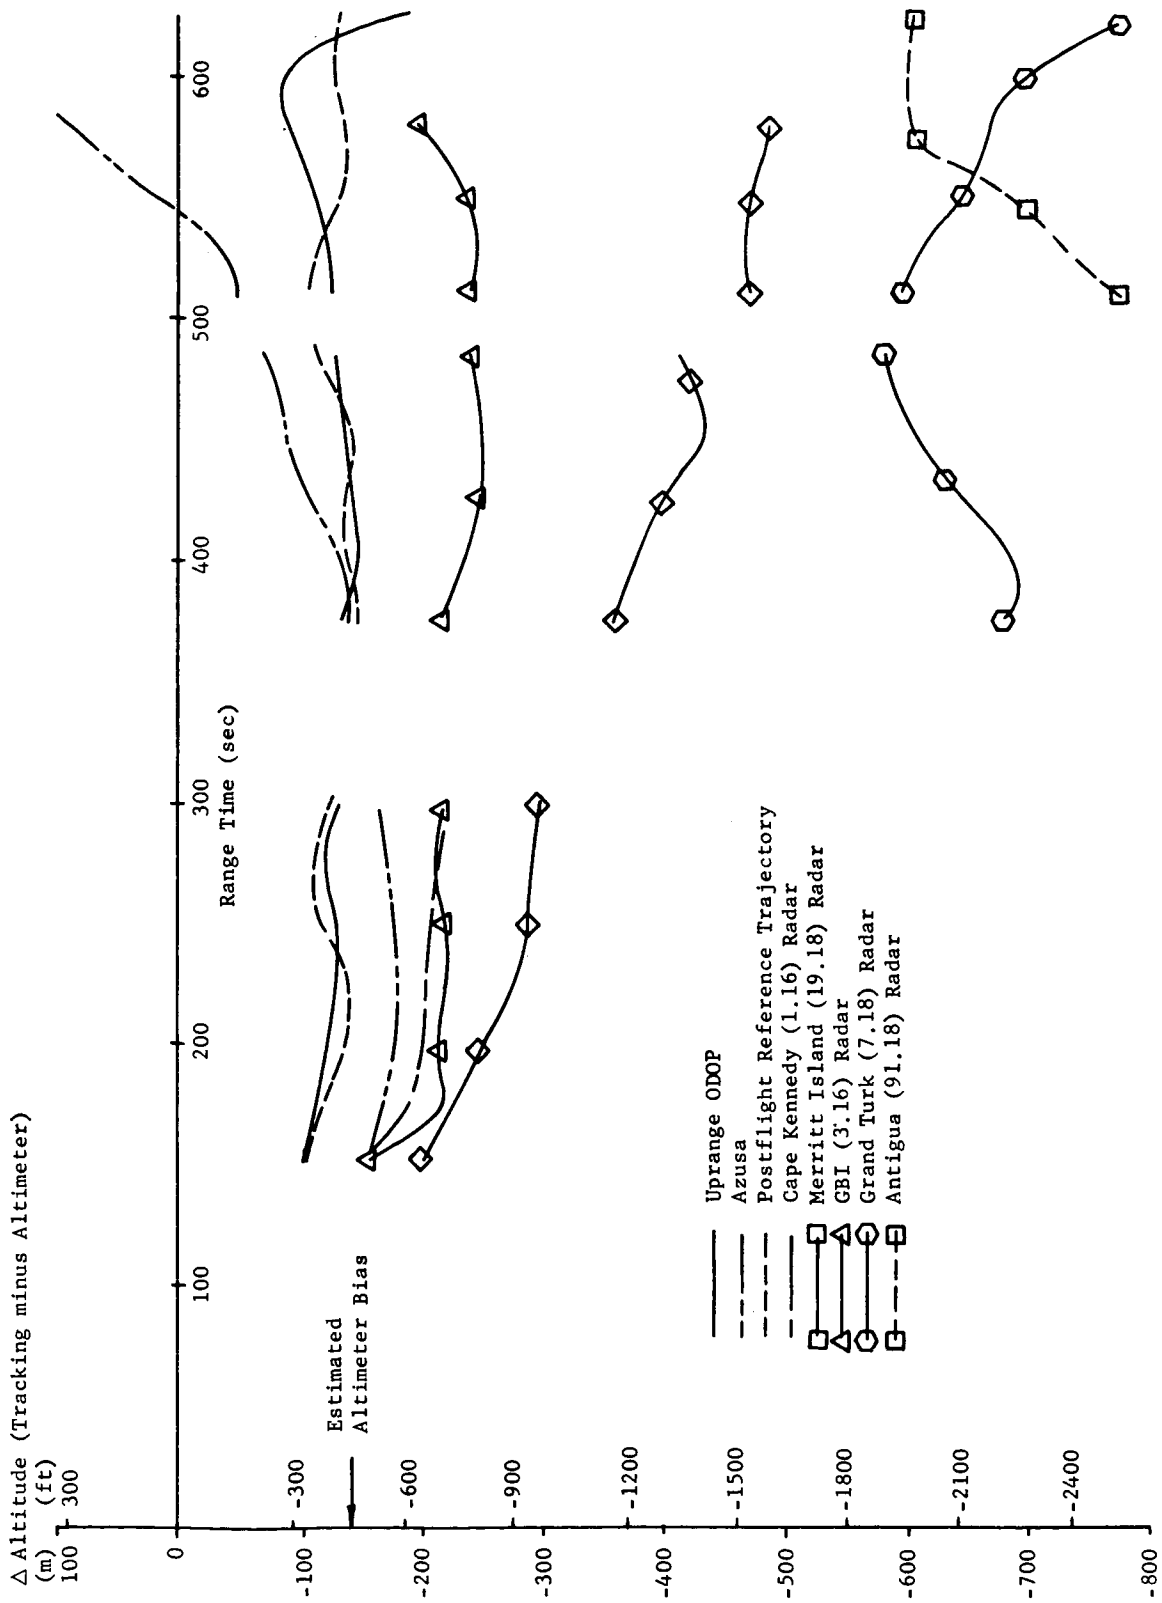 Δ Altitude (Tracking minus Altimeter)
(m) (ft)
100 300
0
-100
-200
-300
-400
-500
-600
-700
-800
-300
-600
-900
-1200
-1500
-1800
-2100
-2400
Estimated
Altimeter Bias
100
200
300
400
500
600
Range Time (sec)
Uprange ODOP
Azusa
Postflight Reference Trajectory
Cape Kennedy (1.16) Radar
Merritt Island (19.18) Radar
GBI (3.16) Radar
Grand Turk (7.18) Radar
Antigua (91.18) Radar